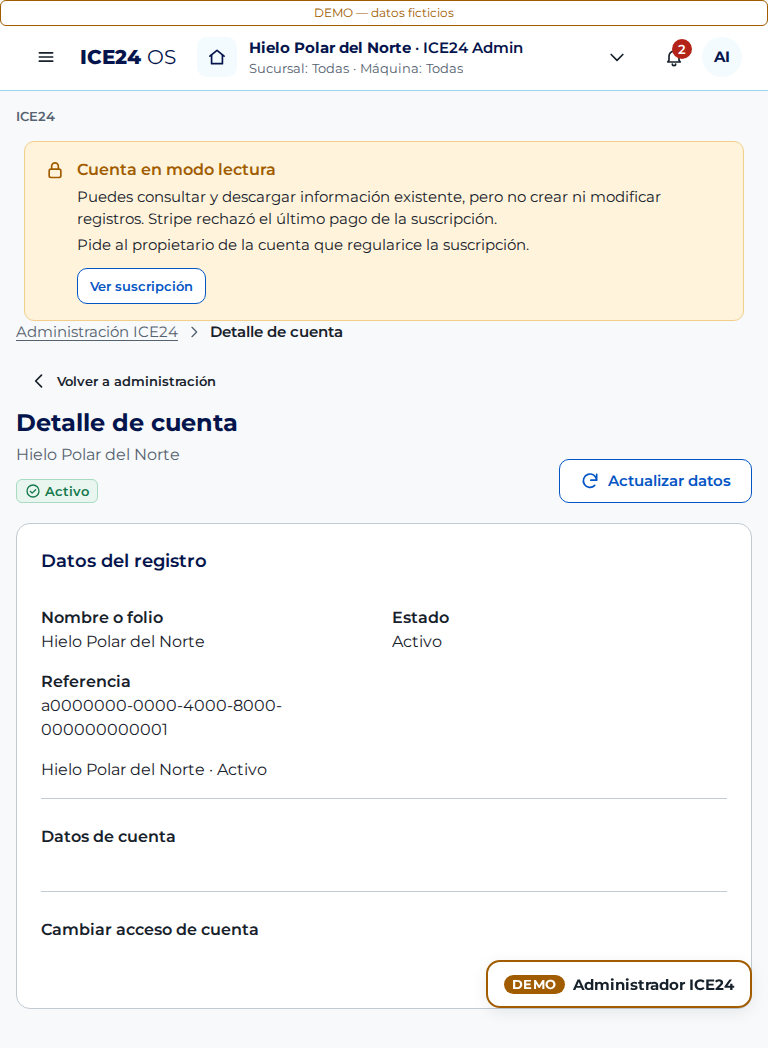 DEMO — datos ficticios
ICE24 OS
Hielo Polar del Norte · ICE24 Admin
Sucursal: Todas · Máquina: Todas
2
AI
ICE24
Cuenta en modo lectura
Puedes consultar y descargar información existente, pero no crear ni modificar
registros. Stripe rechazó el último pago de la suscripción.
Pide al propietario de la cuenta que regularice la suscripción.
Ver suscripción
Administración ICE24 > Detalle de cuenta
Volver a administración
Detalle de cuenta
Hielo Polar del Norte
Activo
Actualizar datos
Datos del registro
Nombre o folio
Hielo Polar del Norte
Estado
Activo
Referencia
a0000000-0000-4000-8000-
000000000001
Hielo Polar del Norte · Activo
Datos de cuenta
Cambiar acceso de cuenta
DEMO Administrador ICE24